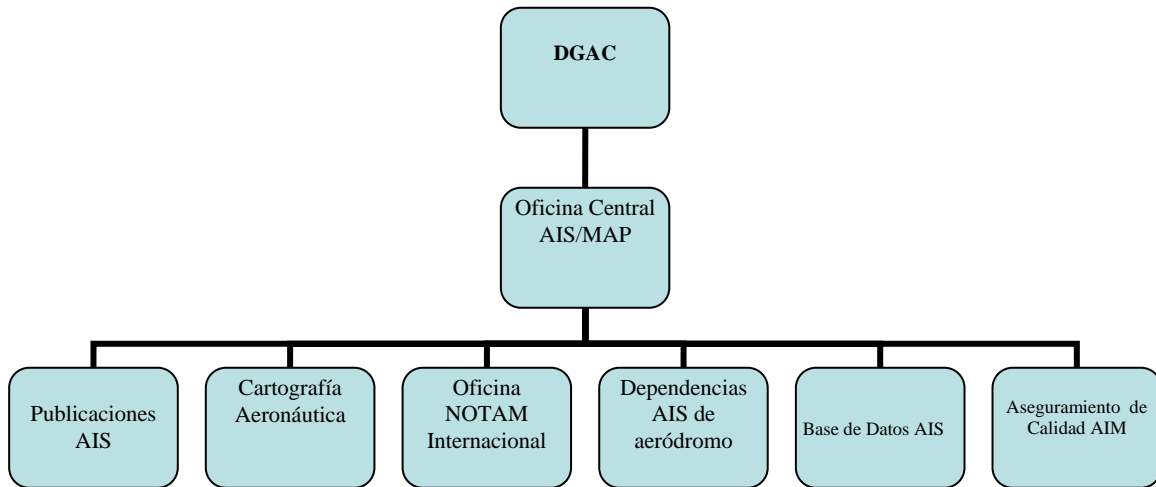 DGAC
Oficina Central
AIS/MAP
Publicaciones
AIS
Cartografía
Aeronáutica
Oficina
NOTAM
Internacional
Dependencias
AIS de
aeródromo
Base de Datos AIS
Aseguramiento de
Calidad AIM